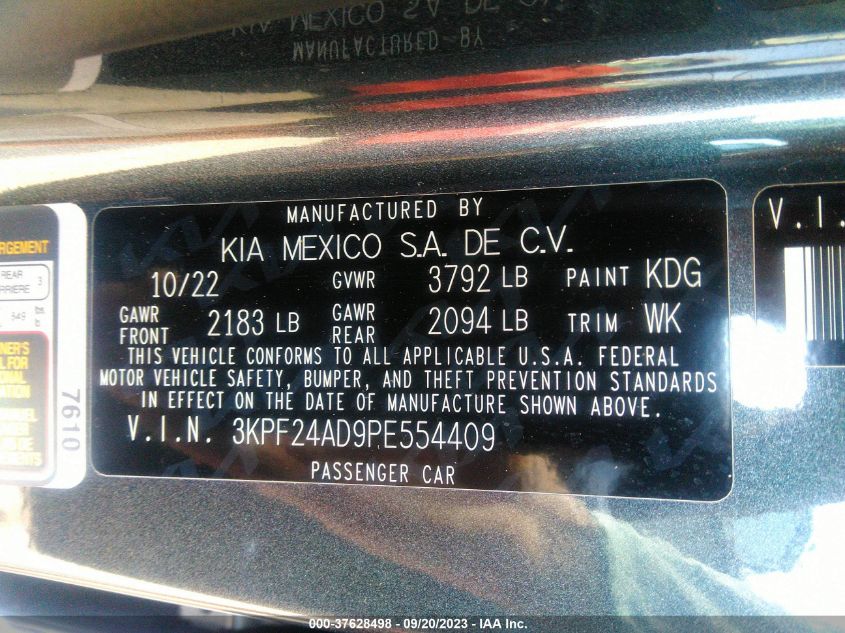 MANUFACTURED BY
KIA MEXICO S.A. DE C.V.
10/22 GVWR 3792 LB PAINT KDG
GAWR FRONT 2183 LB GAWR REAR 2094 LB TRIM WK
THIS VEHICLE CONFORMS TO ALL APPLICABLE U.S.A. FEDERAL
MOTOR VEHICLE SAFETY, BUMPER, AND THEFT PREVENTION STANDARDS
IN EFFECT ON THE DATE OF MANUFACTURE SHOWN ABOVE.
V.I.N. 3KPF24AD9PE554409
PASSENGER CAR
V.I.
REAR
3
549 lbs
7610
000-37628498 - 09/20/2023 - IAA Inc.